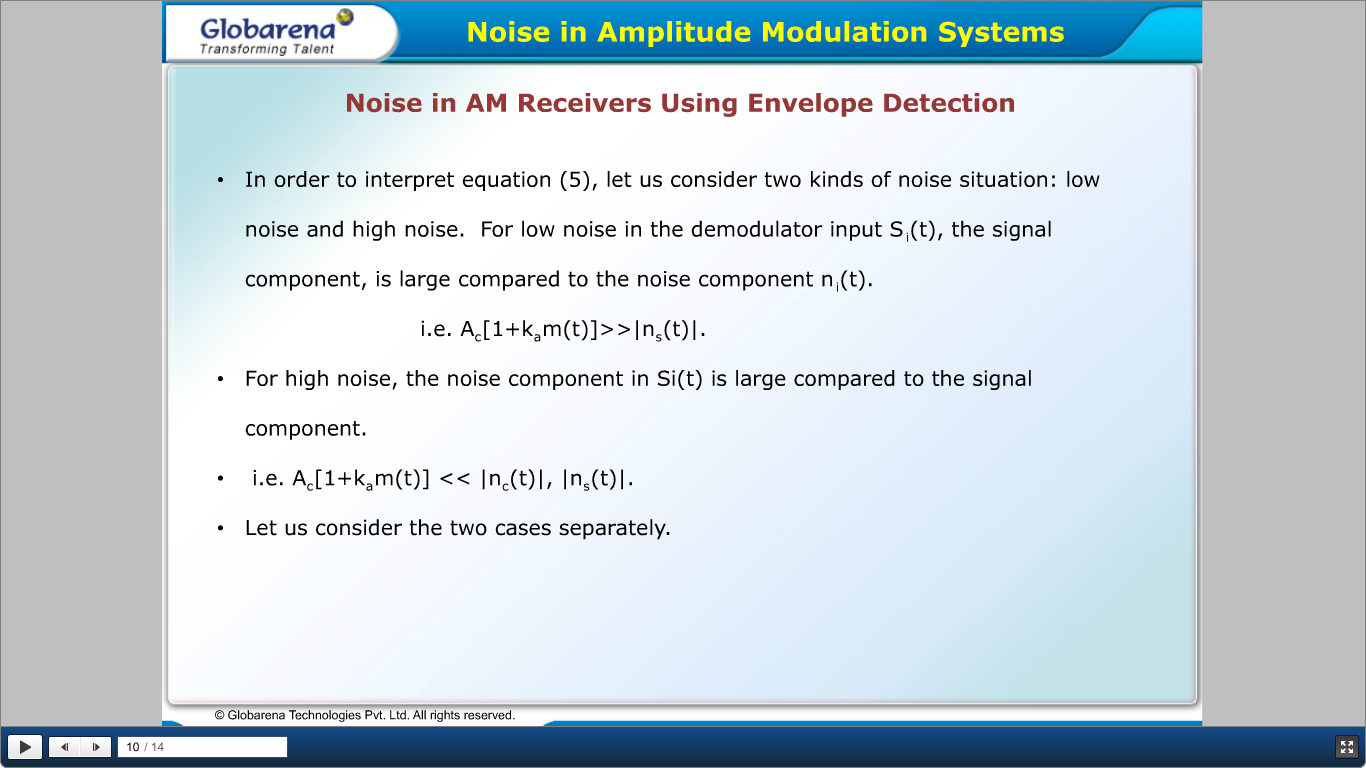 Globarena
Transforming Talent
Noise in Amplitude Modulation Systems
Noise in AM Receivers Using Envelope Detection
• In order to interpret equation (5), let us consider two kinds of noise situation: low
noise and high noise.  For low noise in the demodulator input Si(t), the signal
component, is large compared to the noise component ni(t).
i.e. Ac[1+kam(t)]>>|ns(t)|.
• For high noise, the noise component in Si(t) is large compared to the signal
component.
• i.e. Ac[1+kam(t)] << |nc(t)|, |ns(t)|.
• Let us consider the two cases separately.
© Globarena Technologies Pvt. Ltd. All rights reserved.
10 / 14